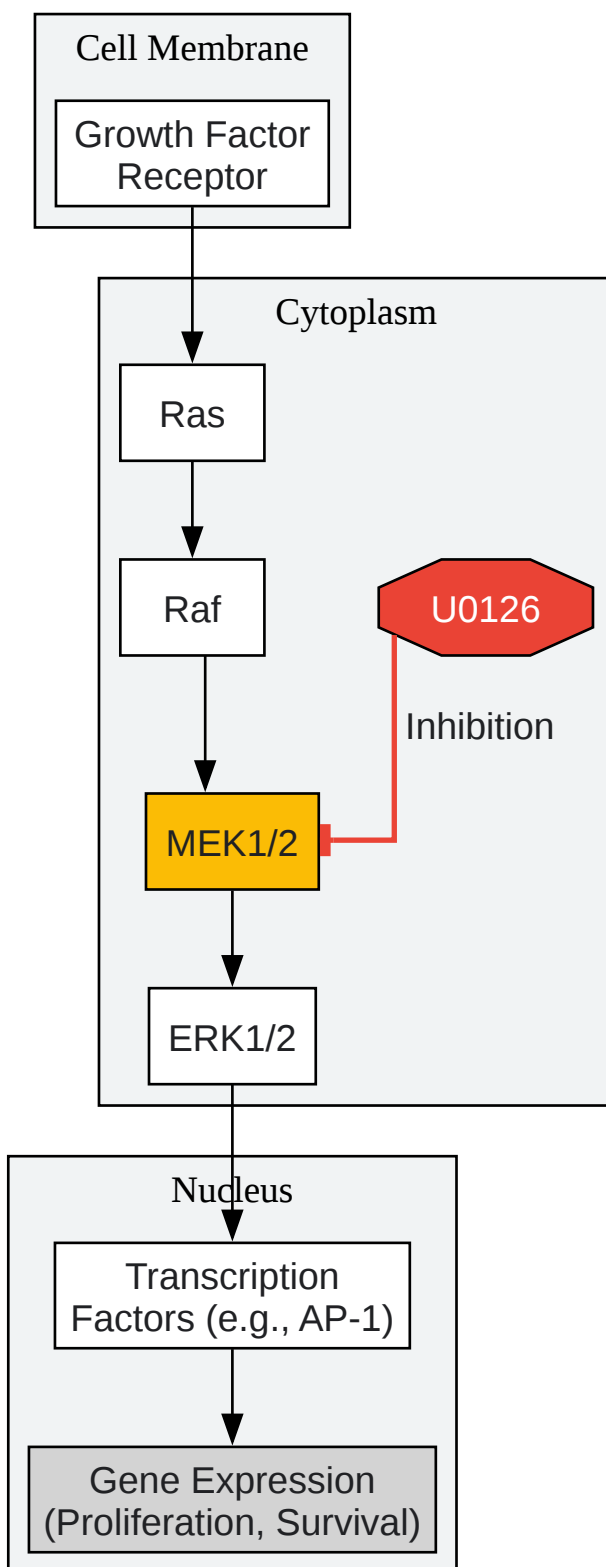 Cell Membrane
Growth Factor
Receptor
Cytoplasm
Ras
Raf
U0126
Inhibition
MEK1/2
ERK1/2
Nucleus
Transcription
Factors (e.g., AP-1)
Gene Expression
(Proliferation, Survival)